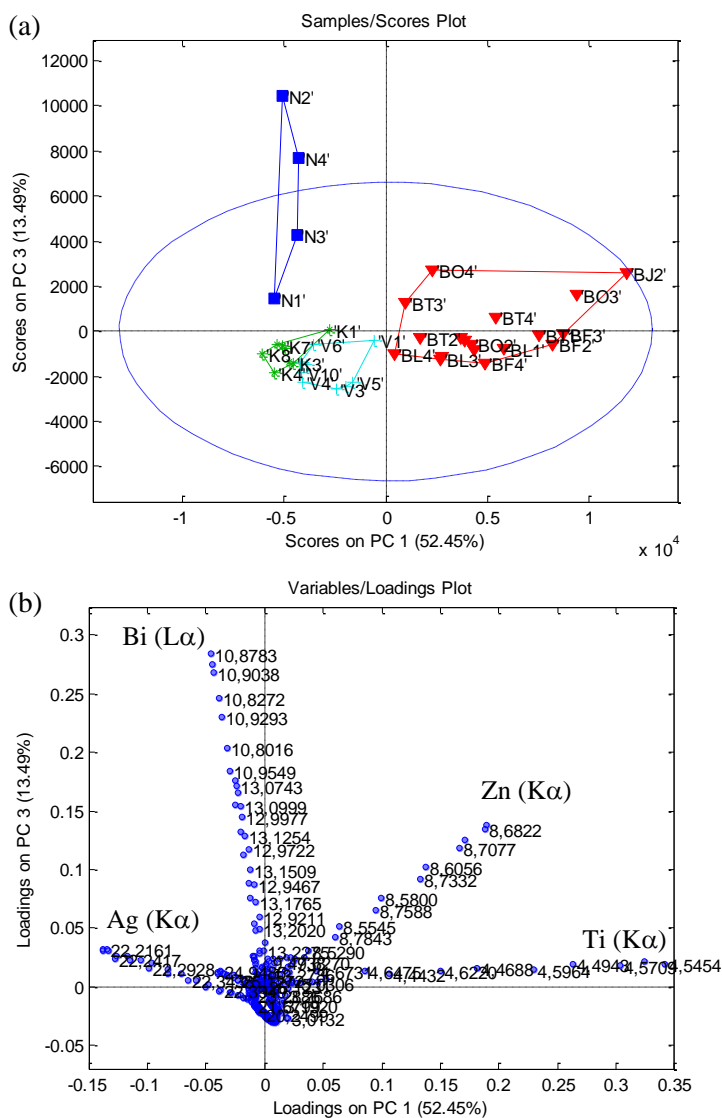 (a)
Samples/Scores Plot
12000
10000
8000
6000
4000
2000
0
-2000
-4000
-6000
Scores on PC 3 (13.49%)
'N2'
'N4'
'N3'
'N1'
'BO4'
'BJ2'
'BO3'
'BT3'
'BT4'
'K1'
'V1'
'V6'
'K7'
'K8'
'K3'
'K4'
'V10'
'V4'
'V3'
'V5'
'BT2'
'BO2'
'BL4'
'BL3'
'BL1'
'BF4'
'BF3'
'BF2'
-1
-0.5
0
0.5
1
x 10⁴
Scores on PC 1 (52.45%)
(b)
Variables/Loadings Plot
0.3
0.25
0.2
0.15
0.1
0.05
0
-0.05
Loadings on PC 3 (13.49%)
Bi (Lα)
10,8783
10,9038
10,8272
10,9293
10,8016
10,9549
13,0743
13,0999
12,9977
13,1254
12,9722
13,1509
12,9467
13,1765
12,9211
13,2020
Zn (Kα)
8,6822
8,7077
8,6056
8,7332
8,5800
8,7588
8,5545
8,7843
8,5290
Ag (Kα)
22,2161
22,2417
22,2928
Ti (Kα)
4,6475
4,4432
4,6220
4,4688
4,5964
4,4943
4,5709
4,5454
-0.15
-0.1
-0.05
0
0.05
0.1
0.15
0.2
0.25
0.3
0.35
Loadings on PC 1 (52.45%)